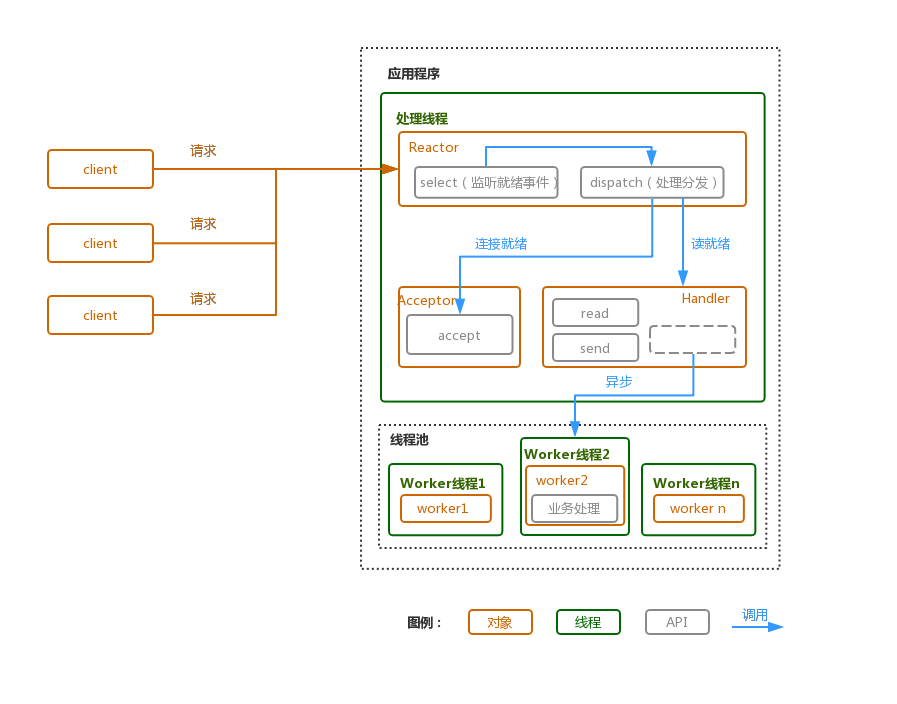 应用程序
处理线程
Reactor
select（监听就绪事件）
dispatch（处理分发）
请求
client
请求
client
请求
client
连接就绪
读就绪
Acceptor
accept
Handler
read
send
异步
线程池
Worker线程1
worker1
Worker线程2
worker2
业务处理
Worker线程n
worker n
图例：
对象
线程
API
调用